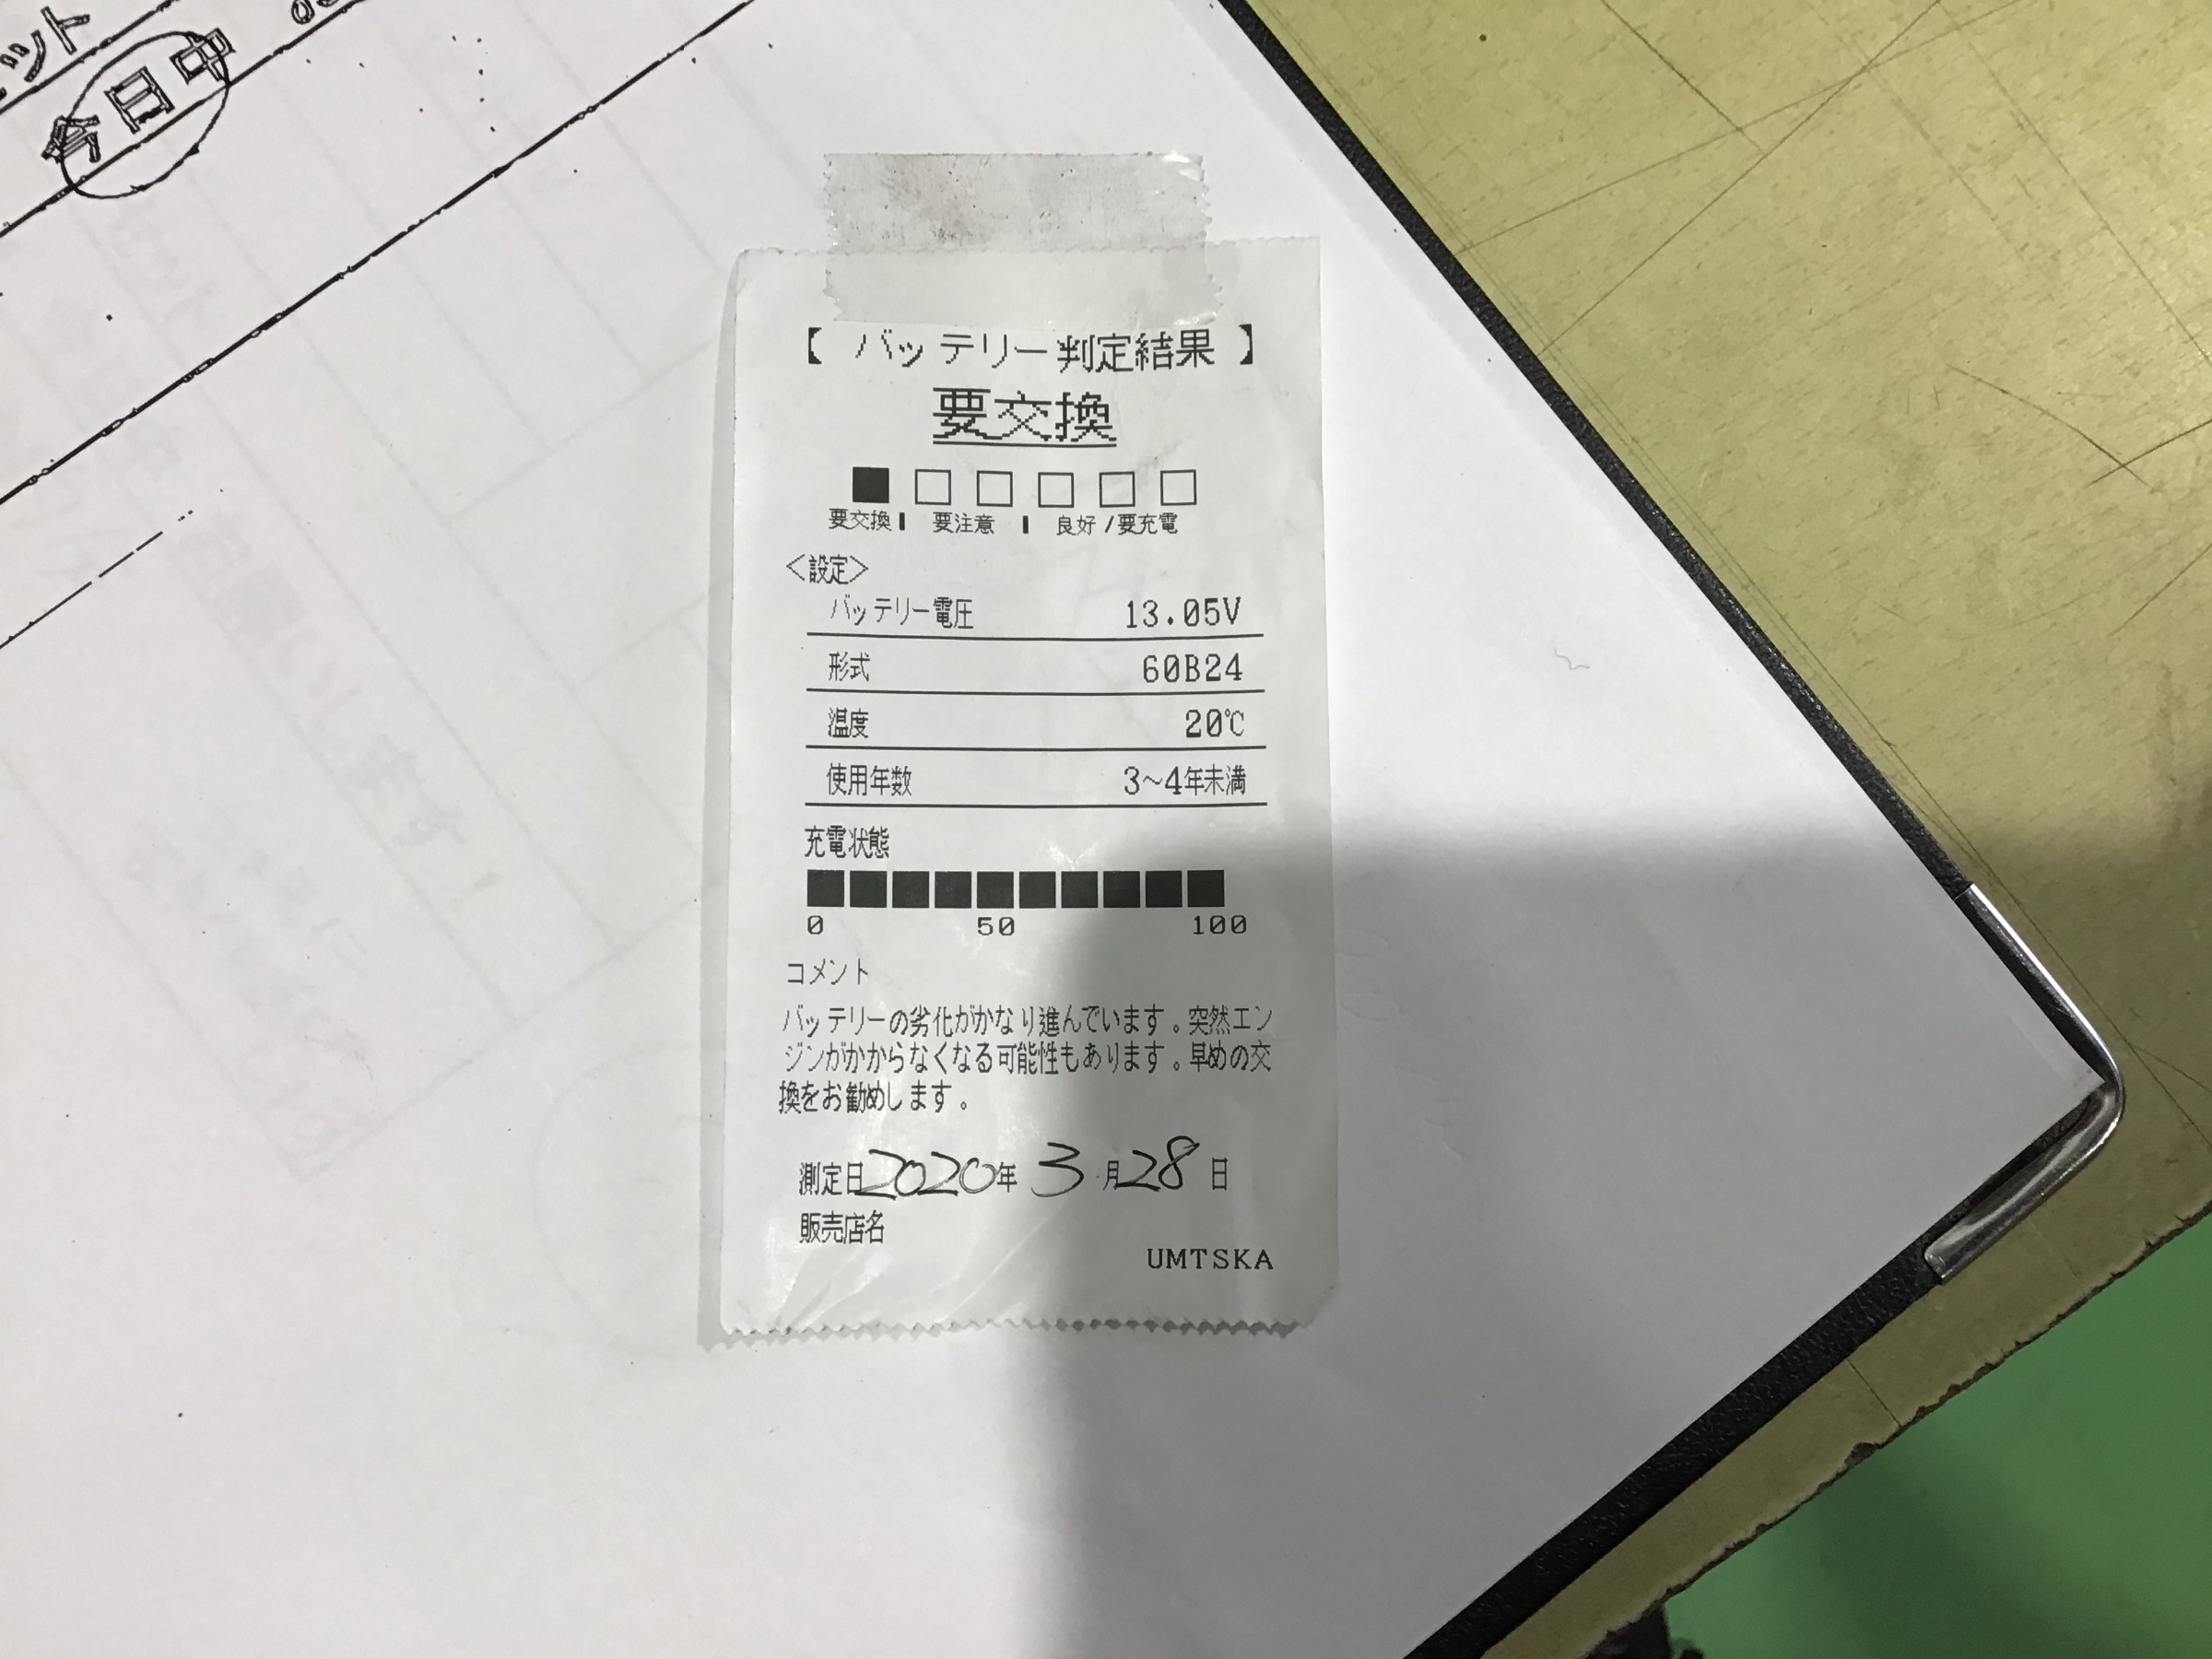 ット
今日中
【 バッテリー判定結果 】
要交換
要交換 | 要注意 | 良好/要充電
<設定>
バッテリー電圧 13.05V
形式 60B24
温度 20℃
使用年数 3〜4年未満
充電状態
0 50 100
コメント
バッテリーの劣化がかなり進んでいます。突然エン
ジンがかからなくなる可能性もあります。早めの交
換をお勧めします。
測定日2020年3月28日
販売店名
UMTSKA